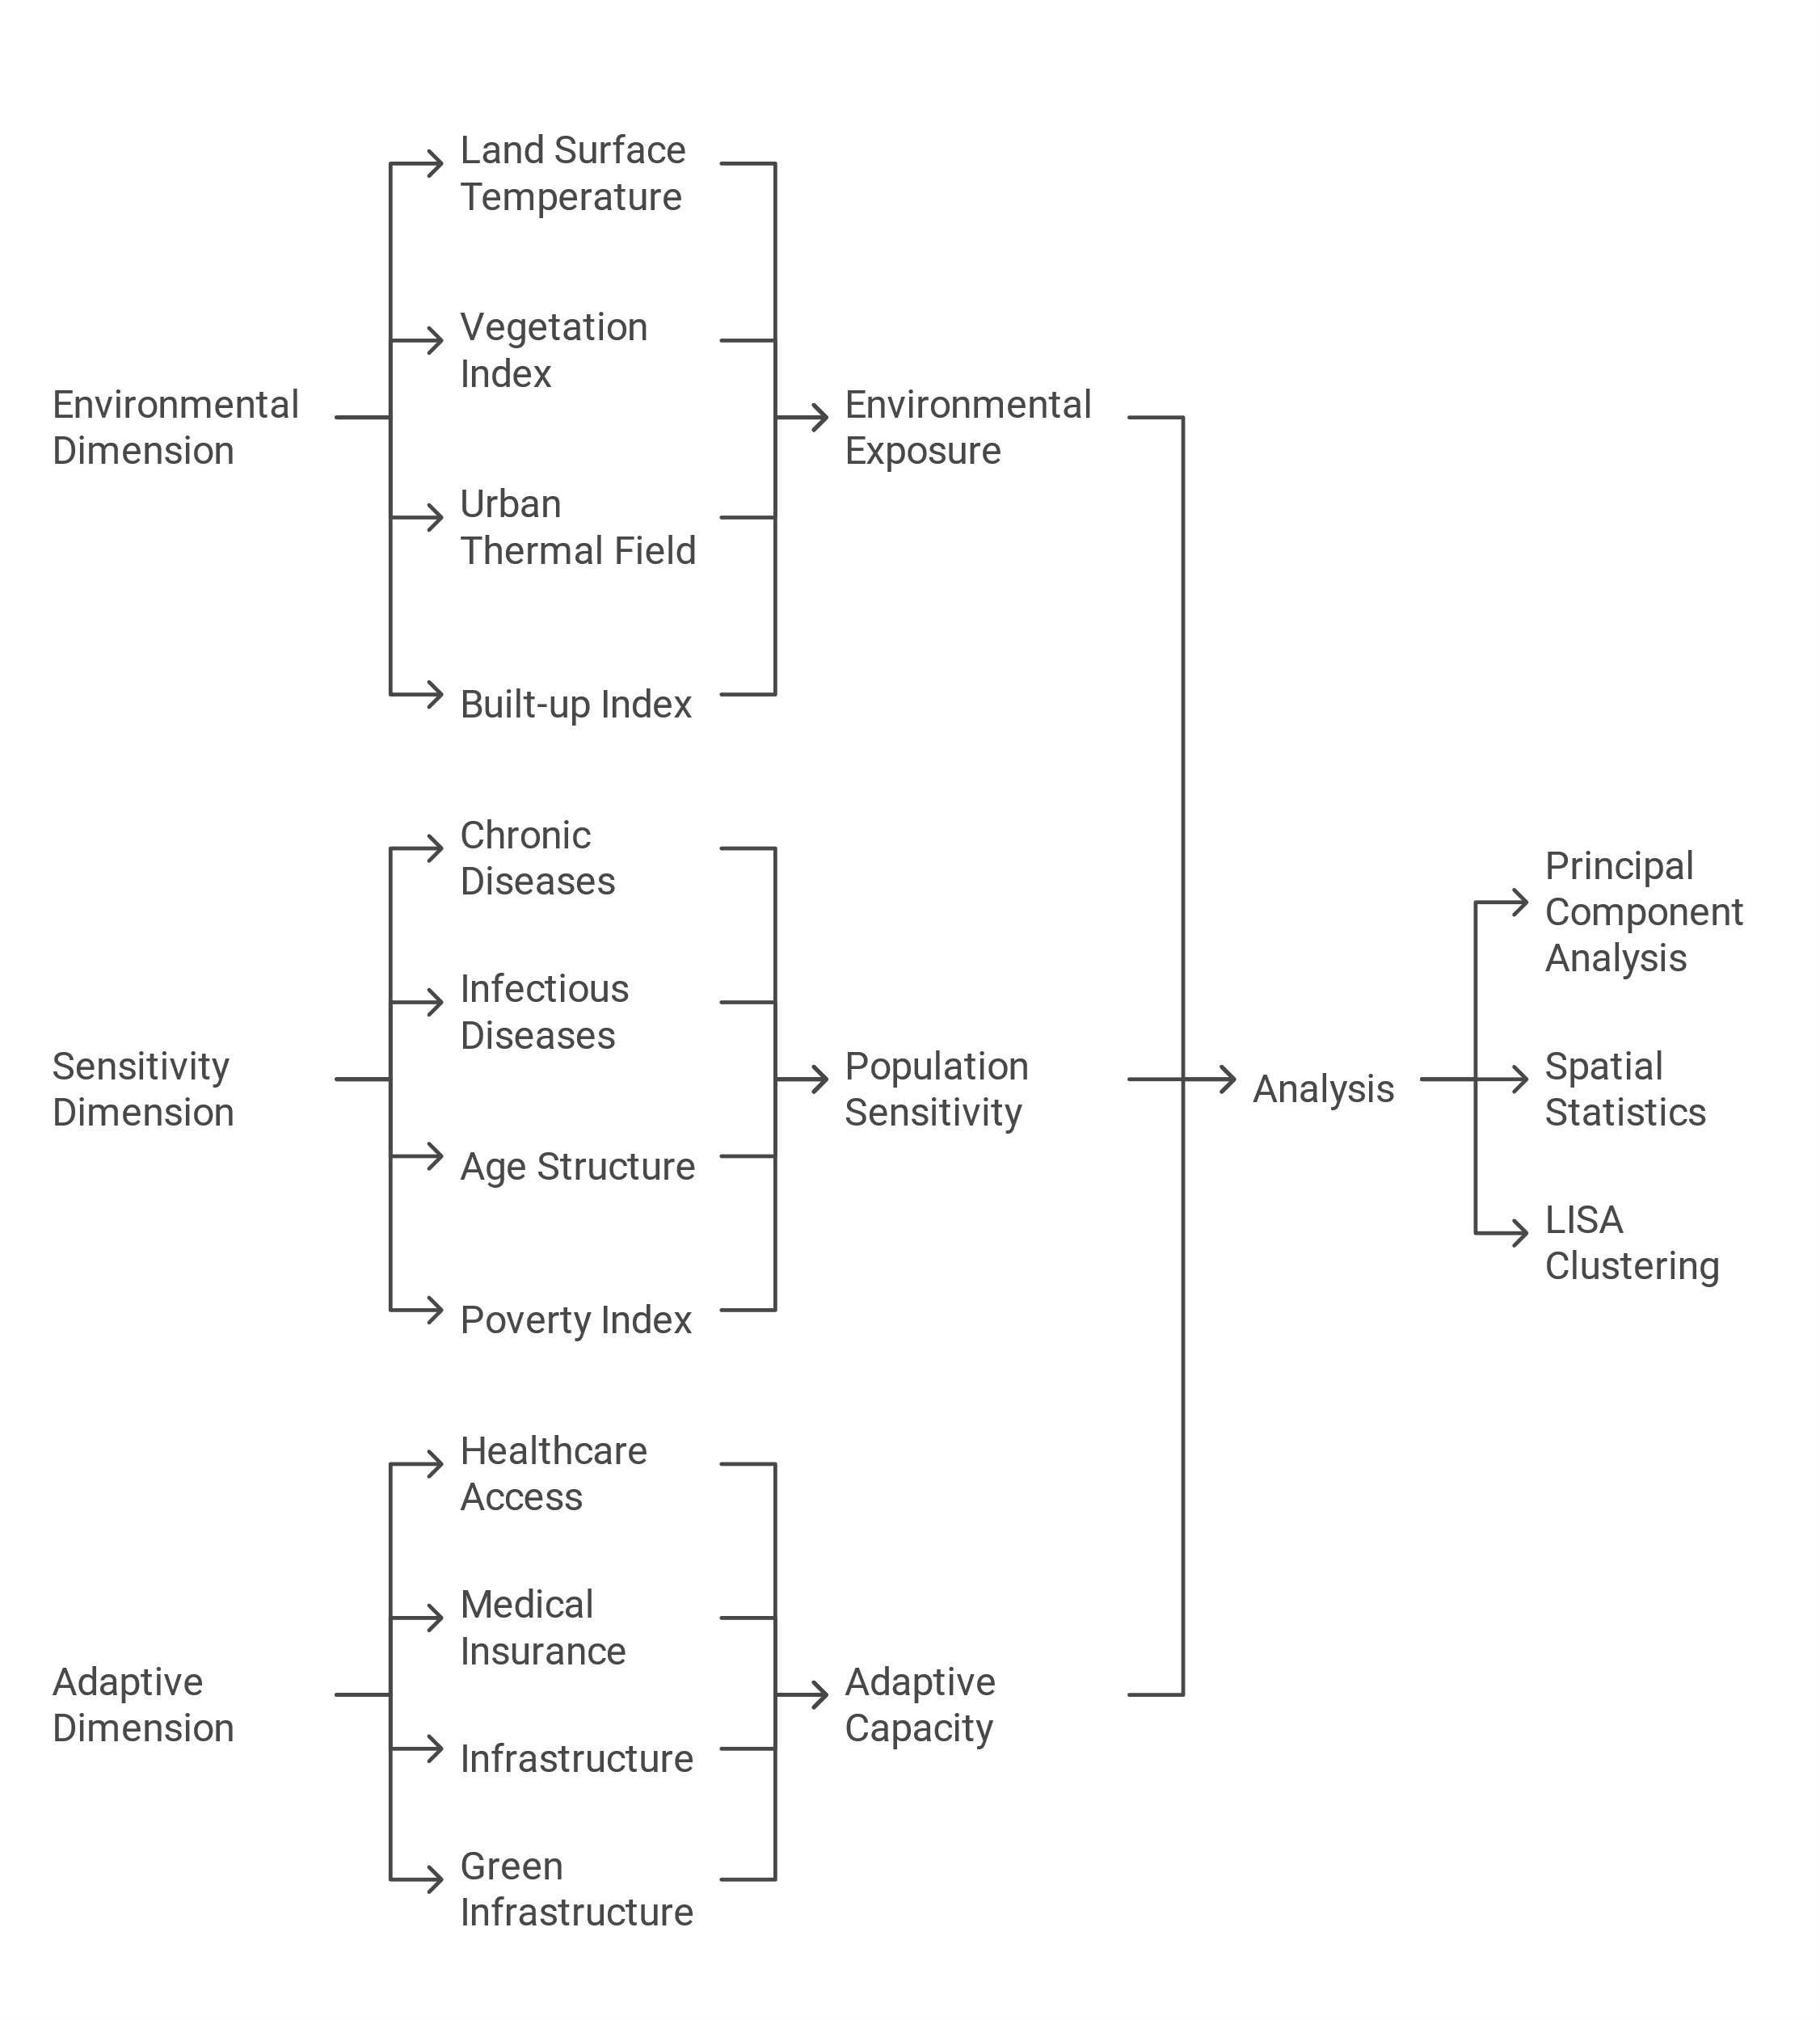 Environmental
Dimension
Land Surface
Temperature
Vegetation
Index
Urban
Thermal Field
Built-up Index
Environmental
Exposure
Sensitivity
Dimension
Chronic
Diseases
Infectious
Diseases
Age Structure
Poverty Index
Population
Sensitivity
Adaptive
Dimension
Healthcare
Access
Medical
Insurance
Infrastructure
Green
Infrastructure
Adaptive
Capacity
Analysis
Principal
Component
Analysis
Spatial
Statistics
LISA
Clustering